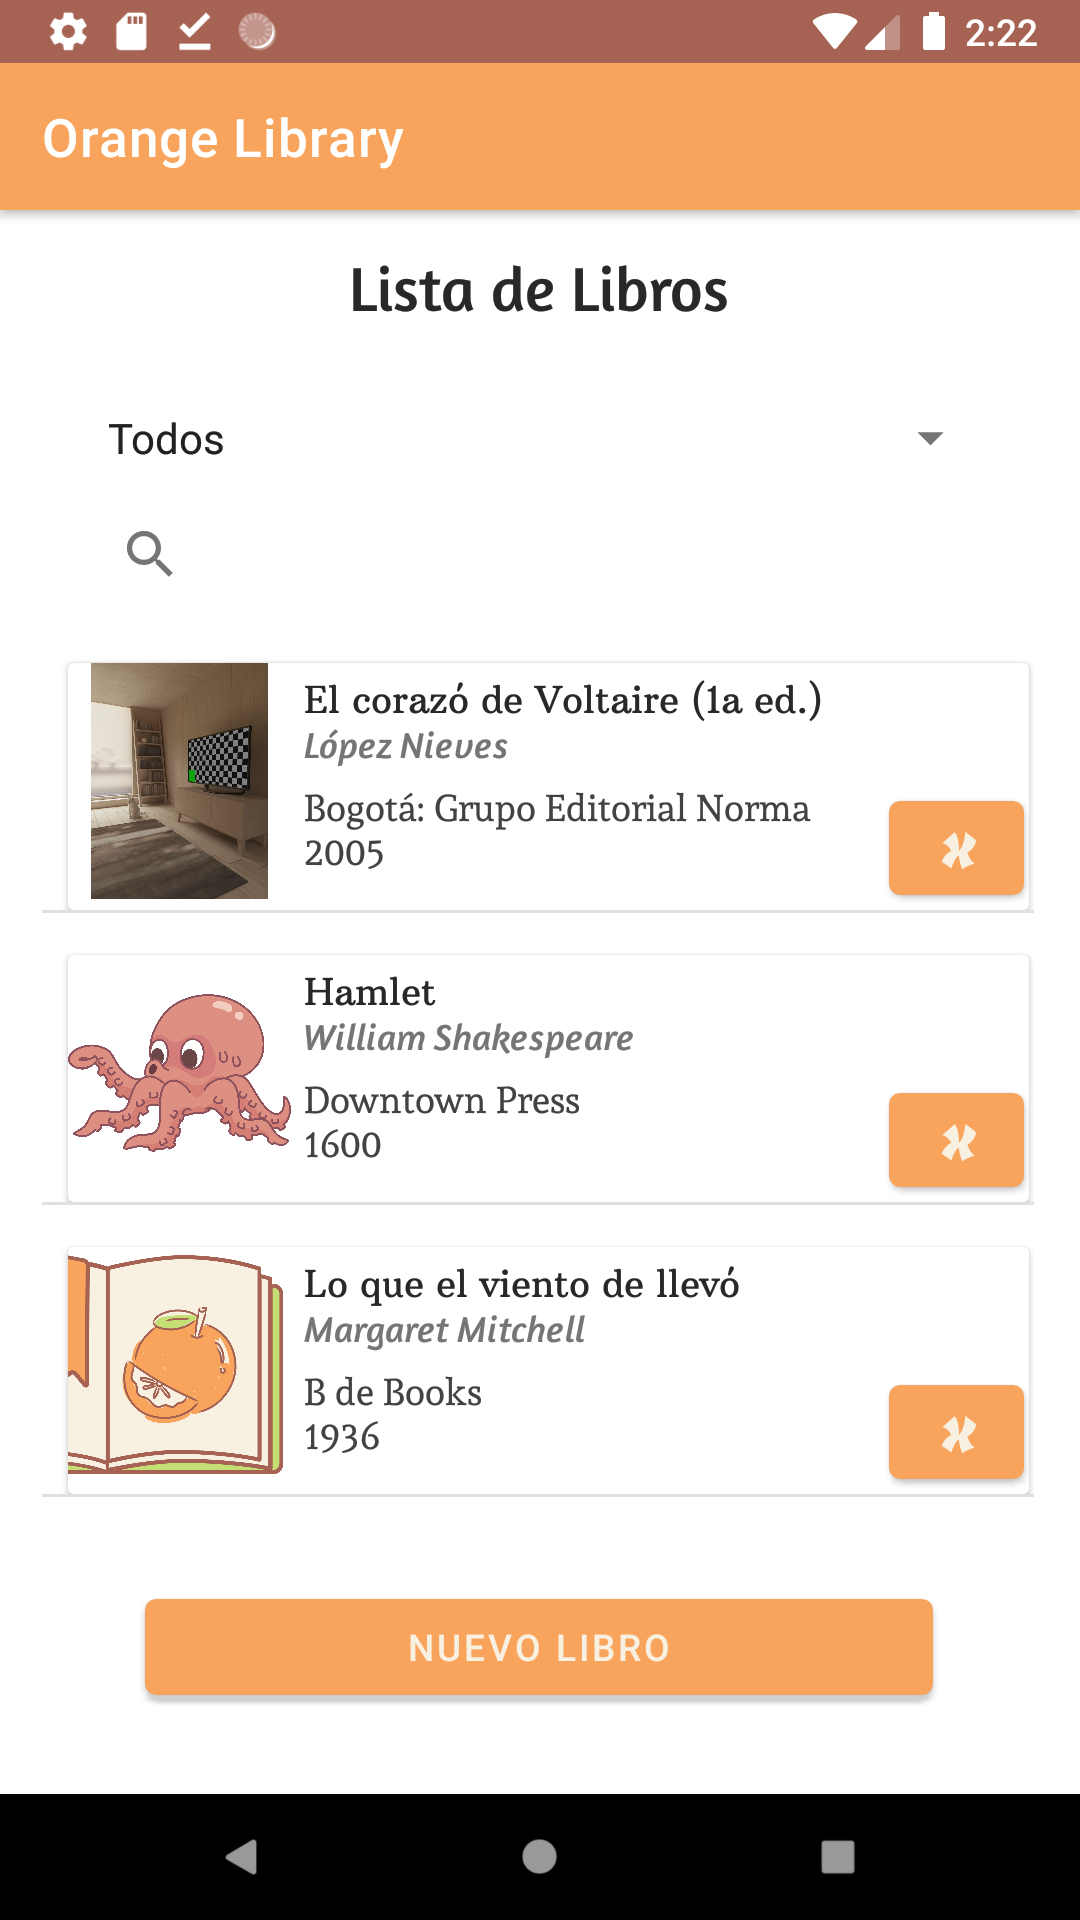 2:22
Orange Library
Lista de Libros
Todos
El corazó de Voltaire (1a ed.)
López Nieves
Bogotá: Grupo Editorial Norma
2005
X
Hamlet
William Shakespeare
Downtown Press
1600
X
Lo que el viento de llevó
Margaret Mitchell
B de Books
1936
X
NUEVO LIBRO